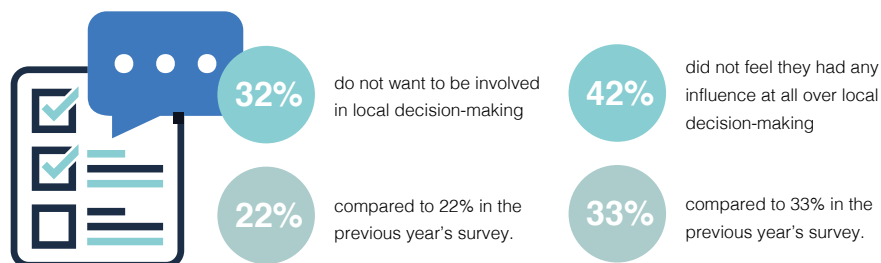 32%
do not want to be involved
in local decision-making
22%
compared to 22% in the
previous year’s survey.
42%
did not feel they had any
influence at all over local
decision-making
33%
compared to 33% in the
previous year’s survey.